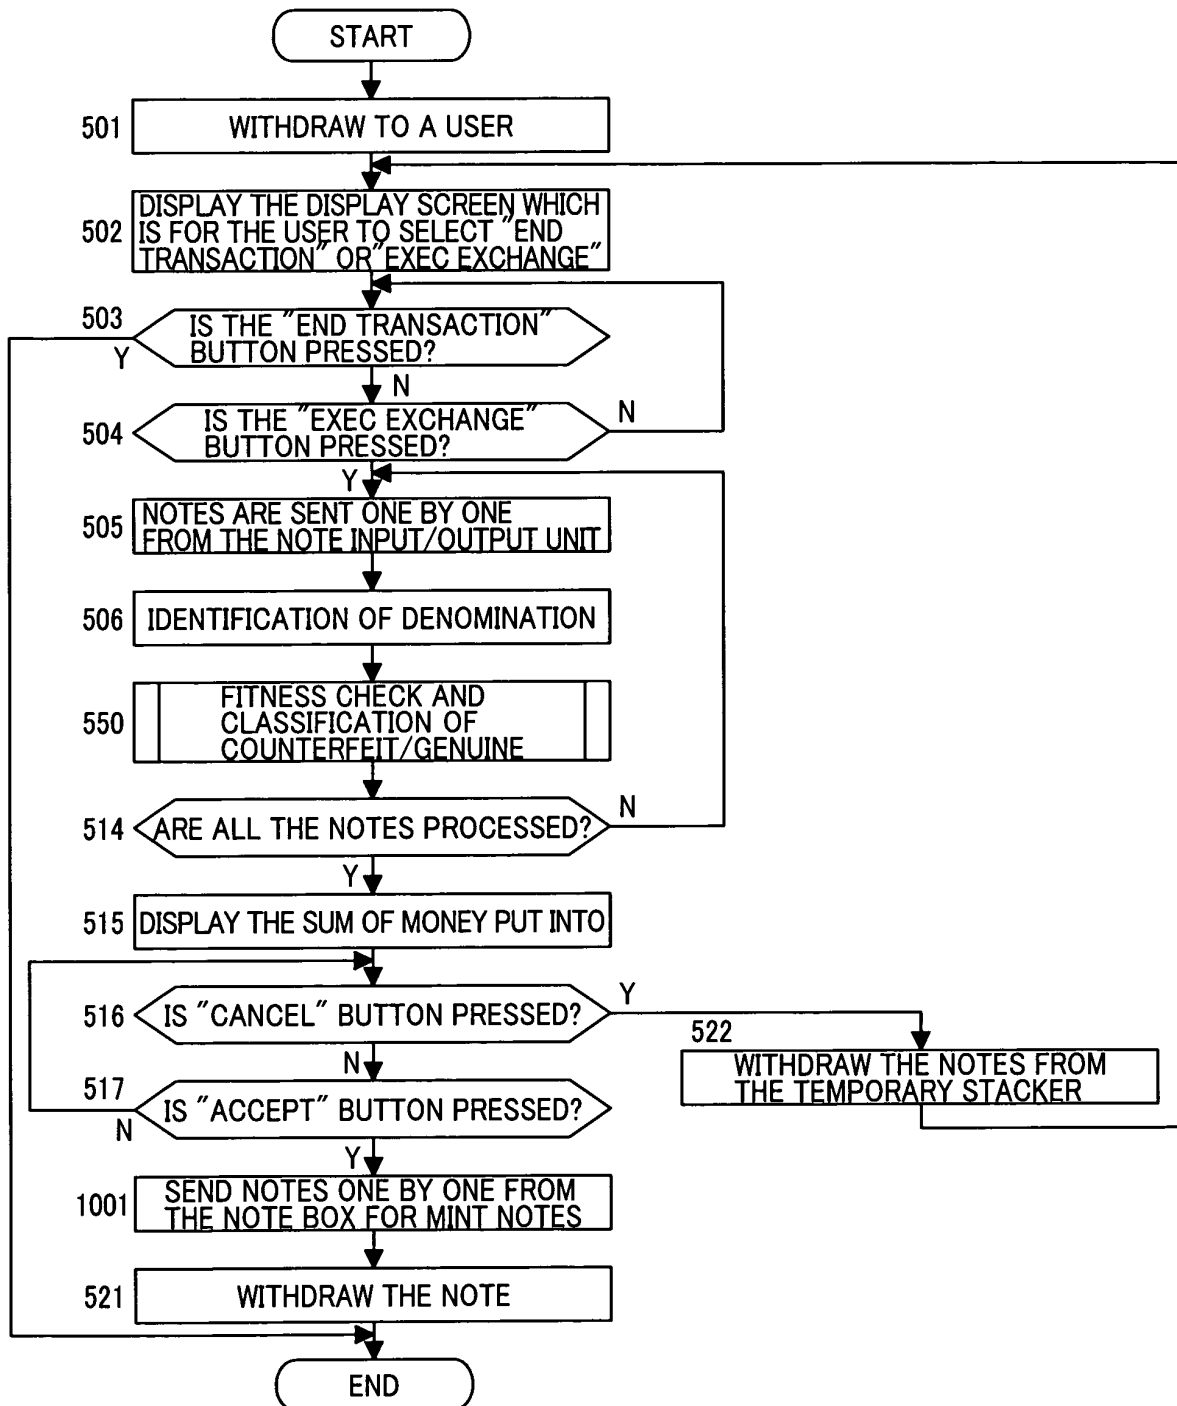 START
501
WITHDRAW TO A USER
502
DISPLAY THE DISPLAY SCREEN WHICH
IS FOR THE USER TO SELECT "END
TRANSACTION" OR"EXEC EXCHANGE"
503
IS THE "END TRANSACTION"
BUTTON PRESSED?
Y
N
504
IS THE "EXEC EXCHANGE"
BUTTON PRESSED?
N
Y
505
NOTES ARE SENT ONE BY ONE
FROM THE NOTE INPUT/OUTPUT UNIT
506
IDENTIFICATION OF DENOMINATION
550
FITNESS CHECK AND
CLASSIFICATION OF
COUNTERFEIT/GENUINE
514
ARE ALL THE NOTES PROCESSED?
N
Y
515
DISPLAY THE SUM OF MONEY PUT INTO
516
IS "CANCEL" BUTTON PRESSED?
Y
N
522
WITHDRAW THE NOTES FROM
THE TEMPORARY STACKER
517
IS "ACCEPT" BUTTON PRESSED?
N
Y
1001
SEND NOTES ONE BY ONE FROM
THE NOTE BOX FOR MINT NOTES
521
WITHDRAW THE NOTE
END